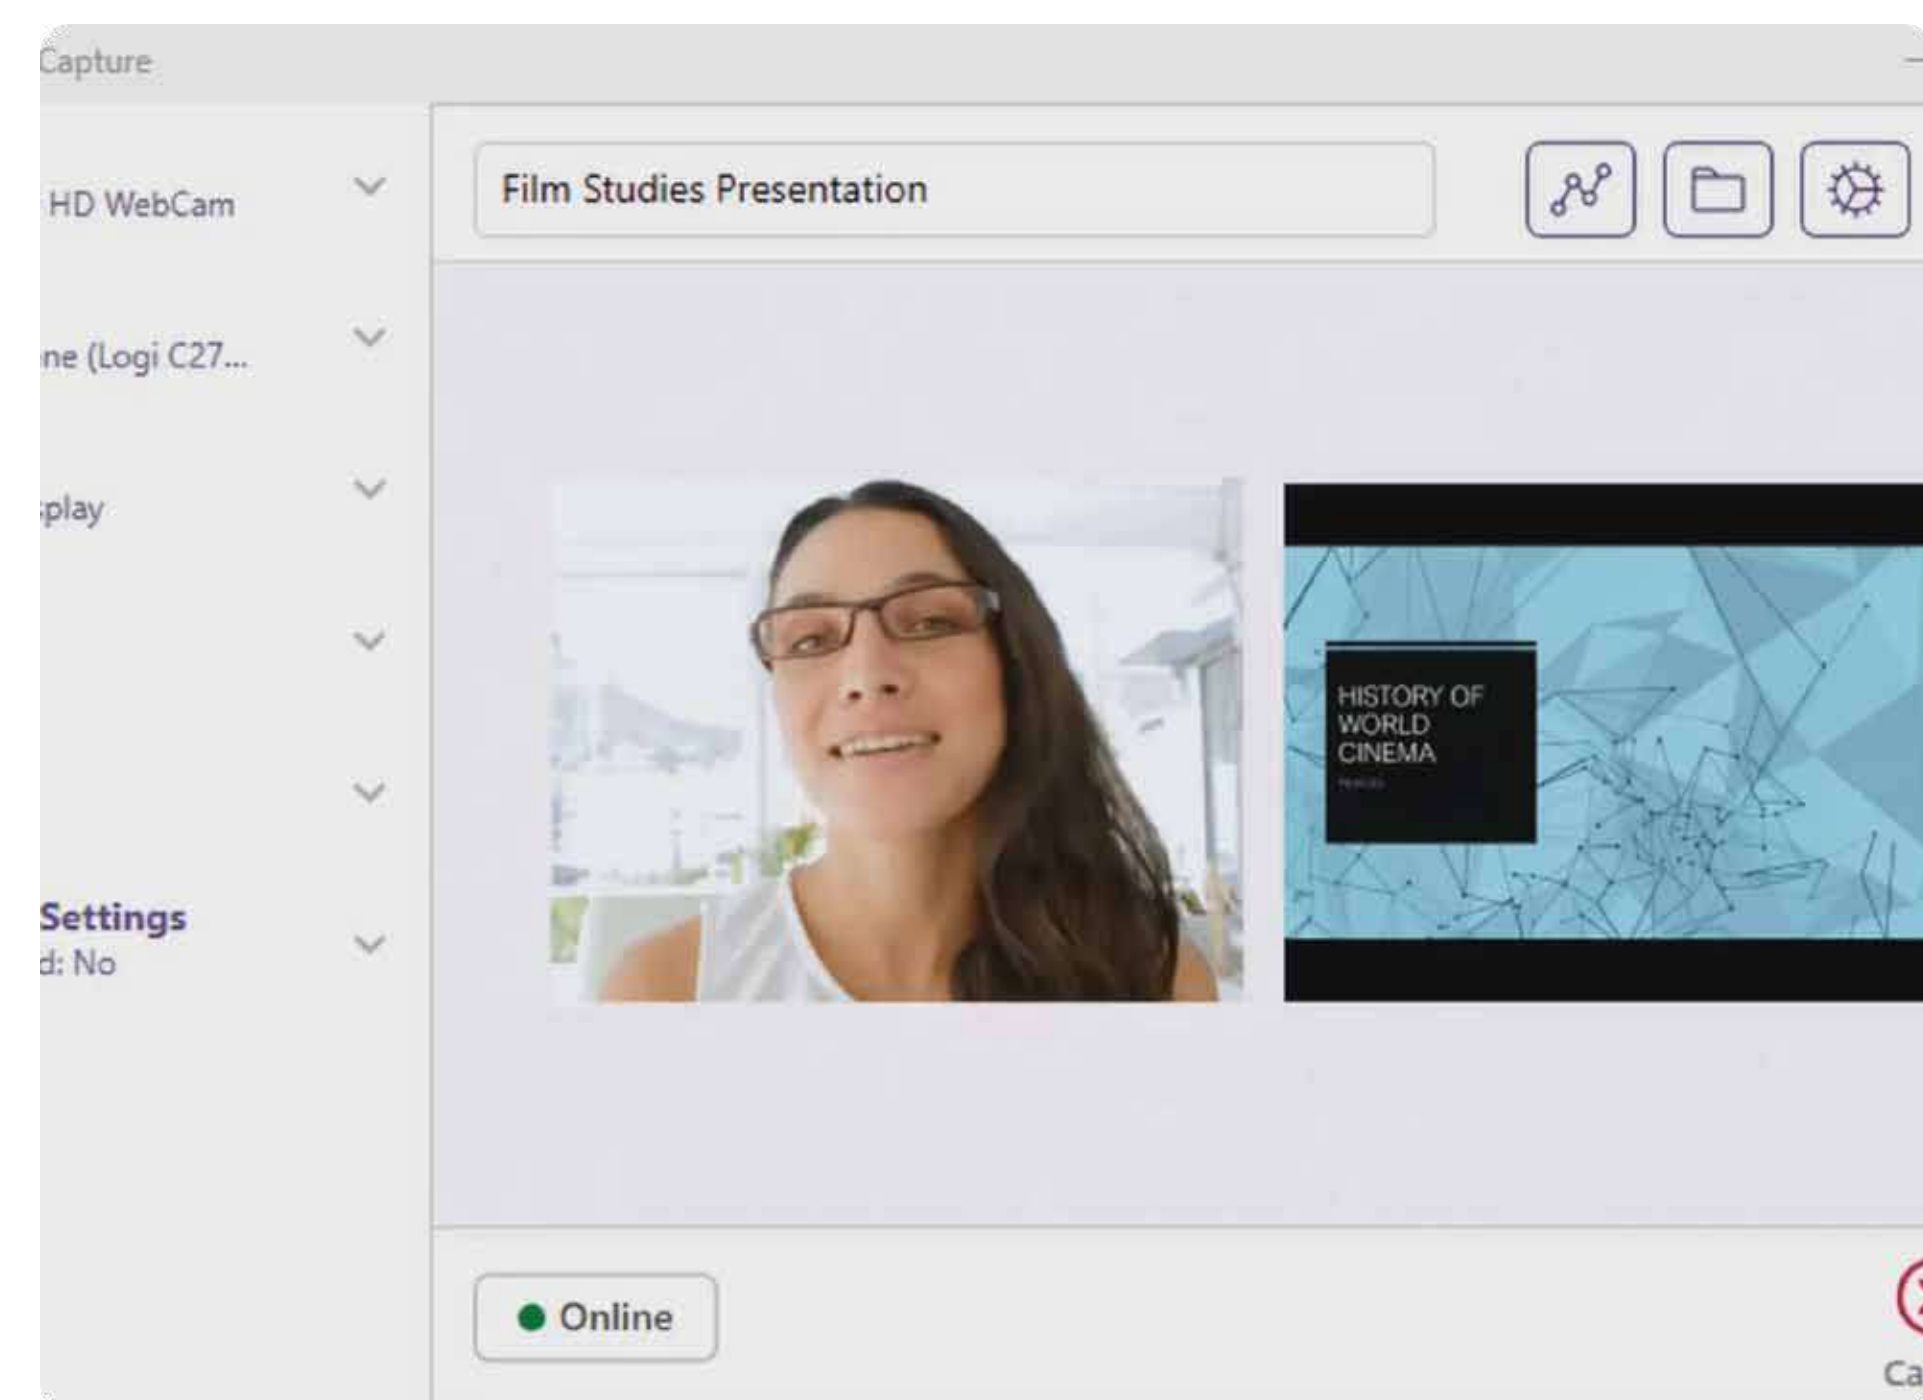 Capture
HD WebCam
ne (Logi C27...
play
Settings
d: No
Film Studies Presentation
HISTORY OF
WORLD
CINEMA
Online
Ca